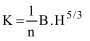 K = 1/n B . H^5/3